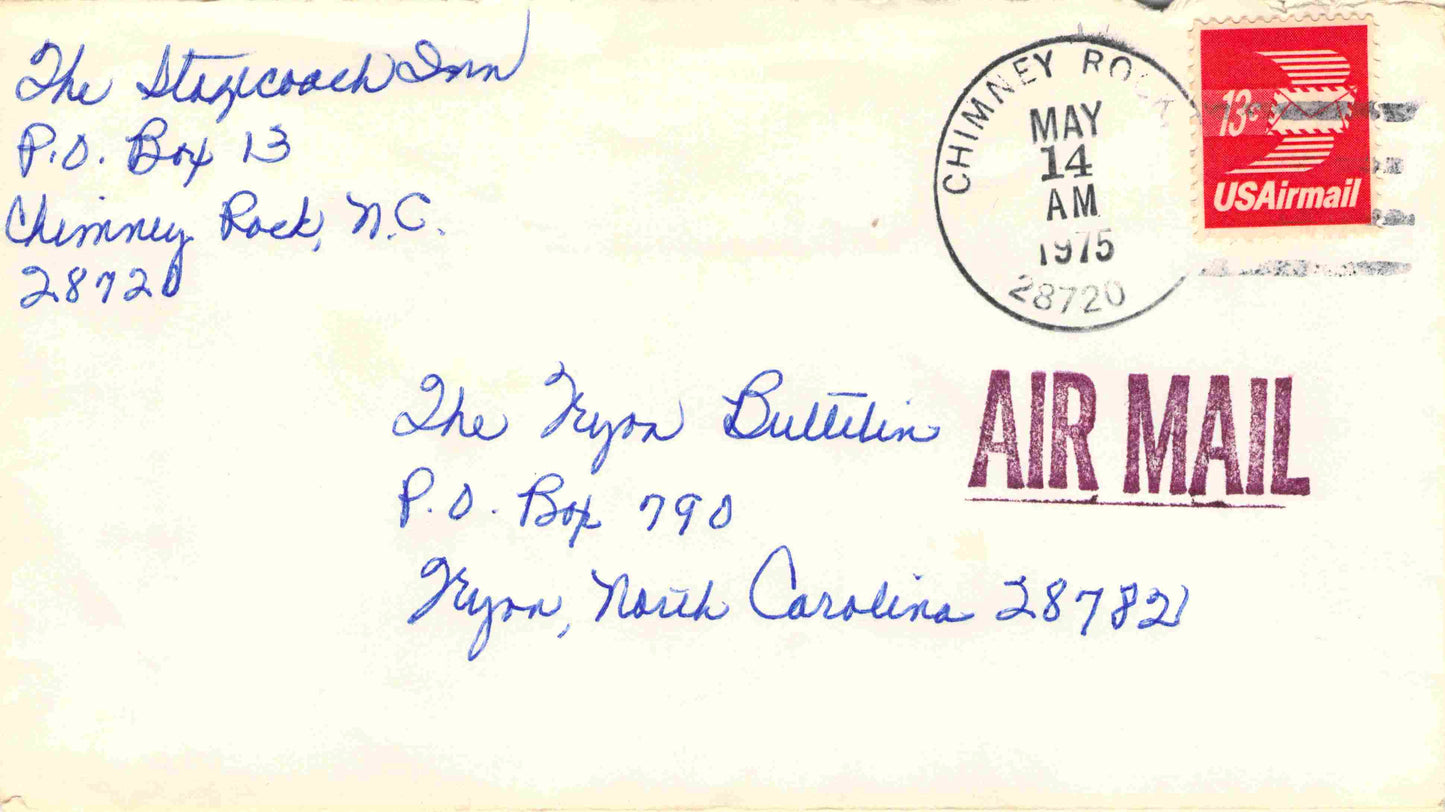 The Stagecoach Inn
P.O. Box 13
Chimney Rock, N.C.
28720
CHIMNEY ROCK
MAY
14
AM
1975
28720
13c
USAirmail
The Tryon Bulletin
P.O. Box 790
Tryon, North Carolina 28782
AIR MAIL